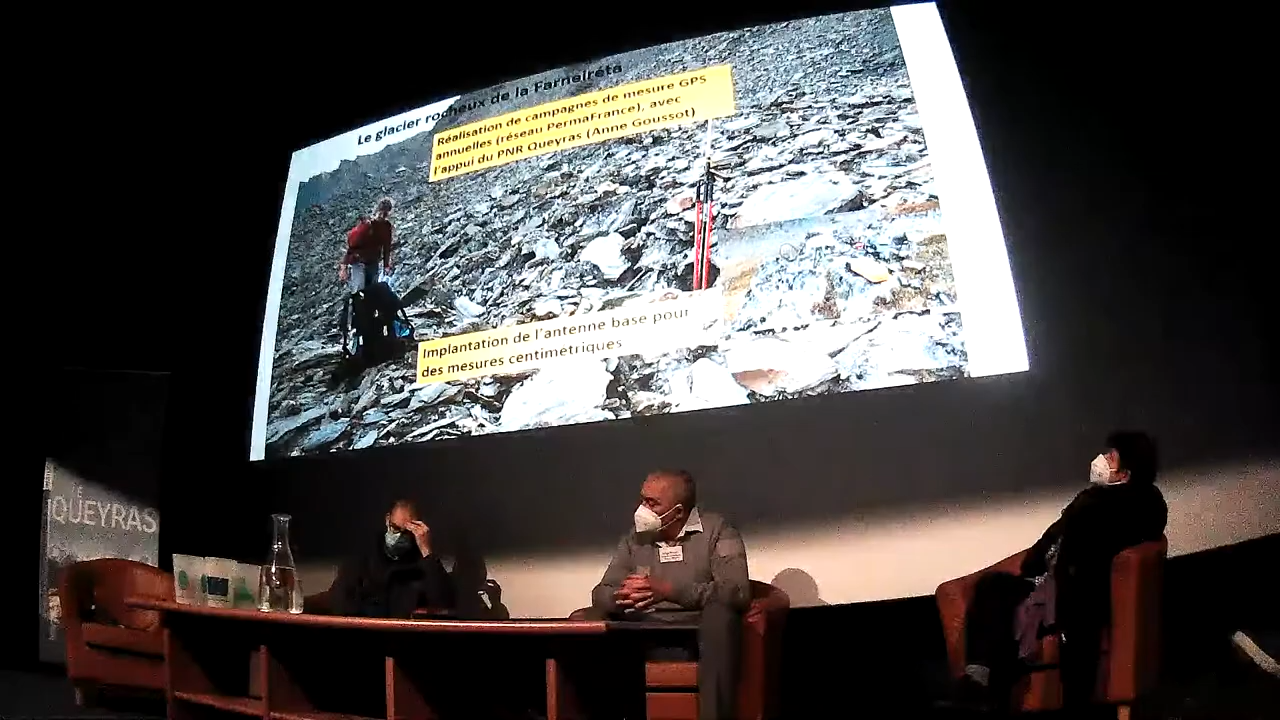 Le glacier rocheux de la Farneireta
Réalisation de campagnes de mesure GPS
annuelles (réseau PermaFrance), avec
l'appui du PNR Queyras (Anne Goussot)
Implantation de l'antenne base pour
des mesures centimétriques
QUEYRAS